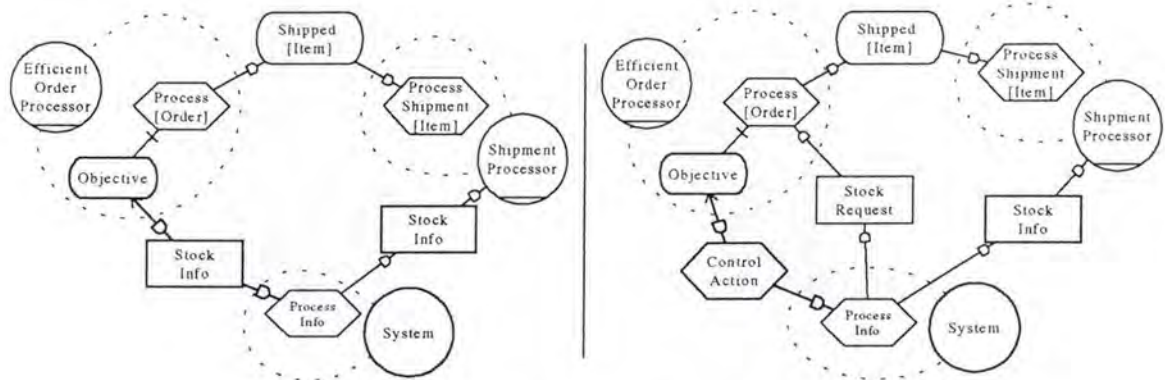 Shipped
[Item]
Efficient
Order
Processor
Process
[Order]
Process
Shipment
[Item]
Shipment
Processor
Objective
Stock
Info
Stock
Info
Process
Info
System
Shipped
[Item]
Efficient
Order
Processor
Process
[Order]
Process
Shipment
[Item]
Shipment
Processor
Objective
Stock
Request
Stock
Info
Control
Action
Process
Info
System